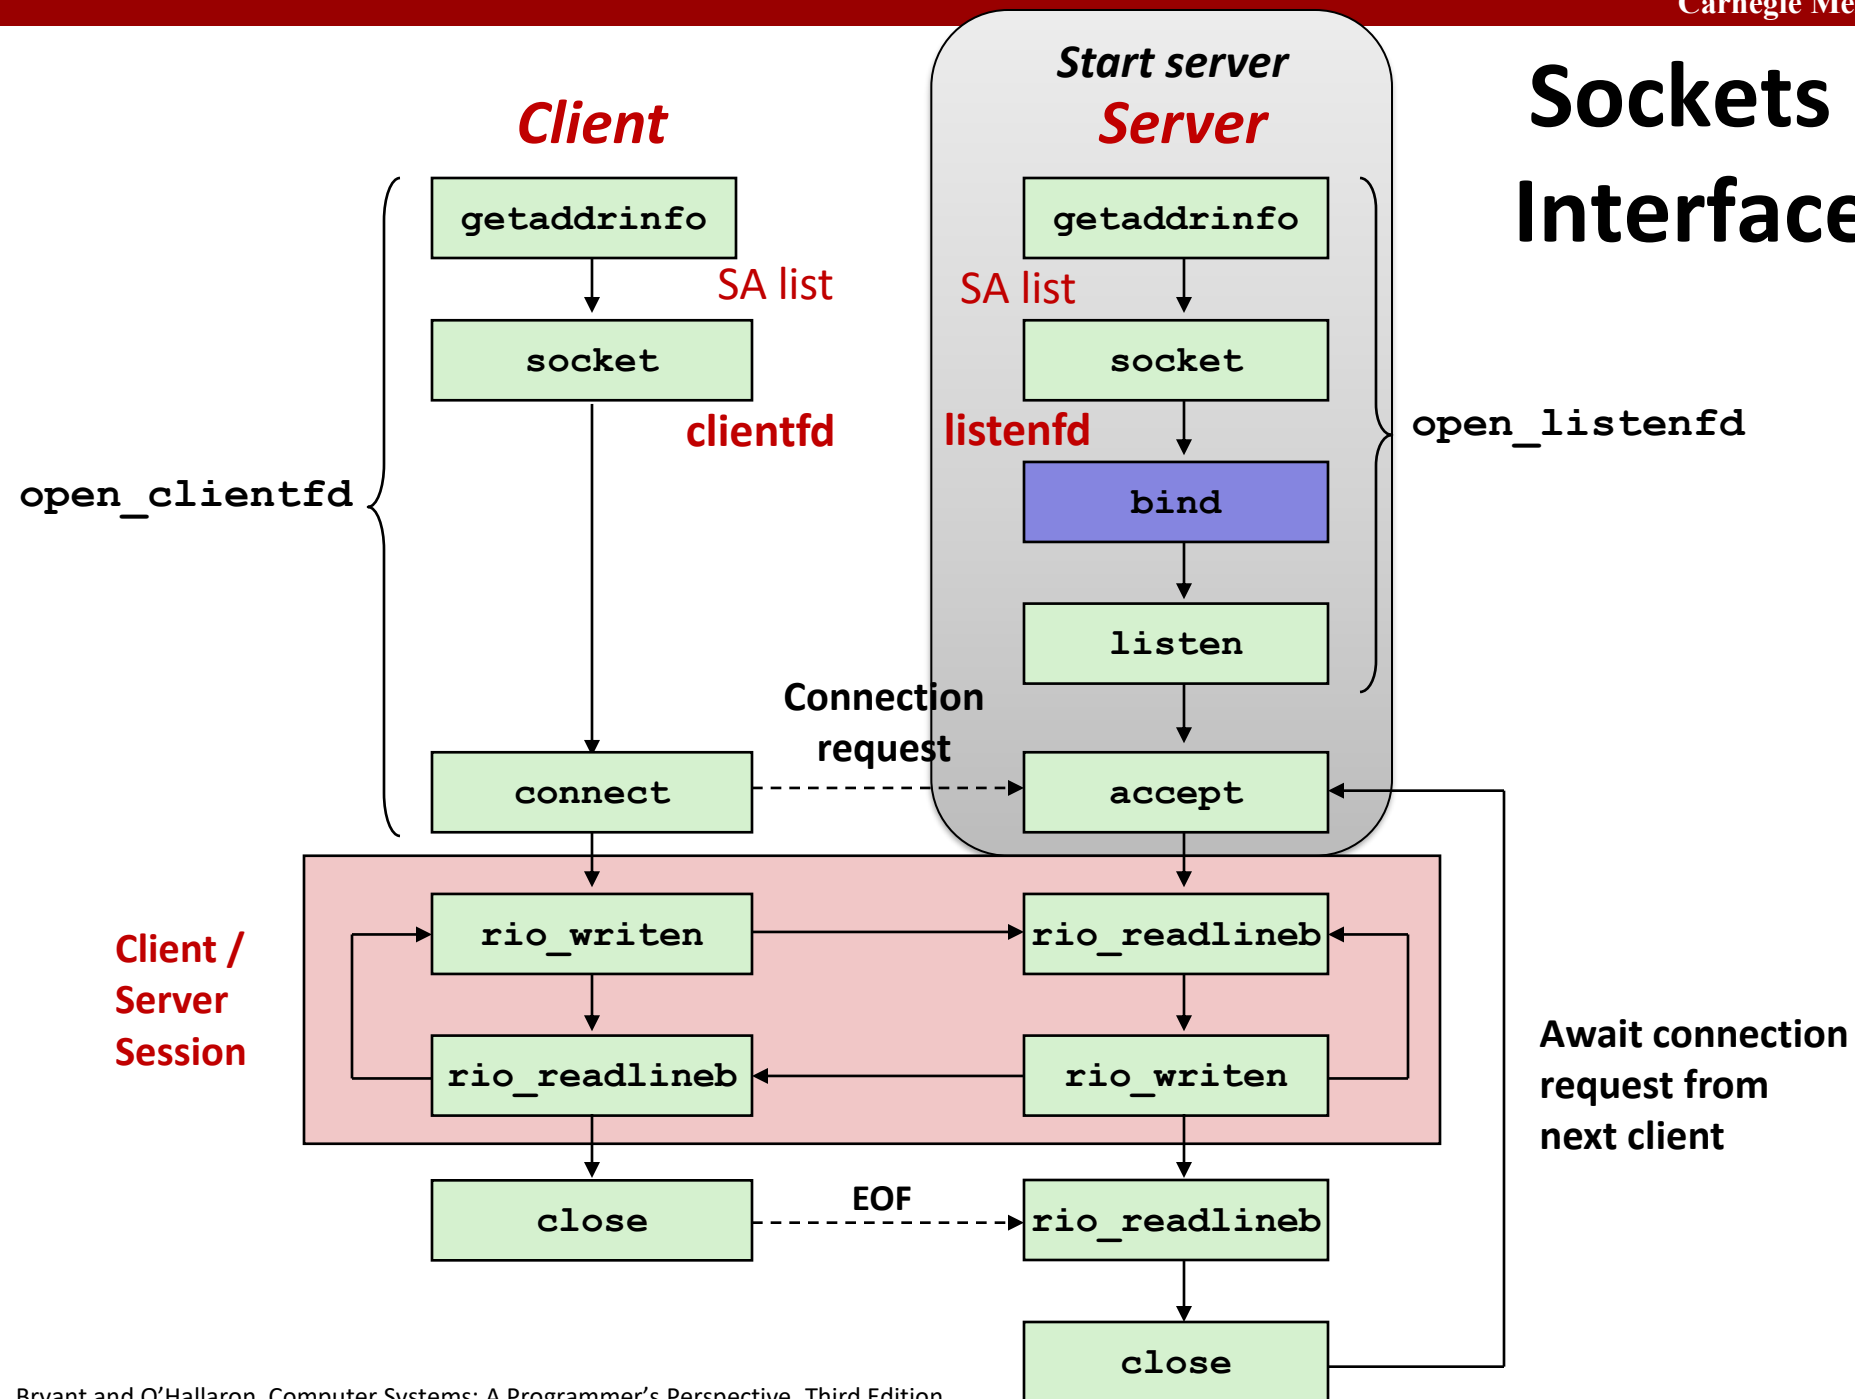 Carnegie Me
Start server
Client
Server
Sockets
Interface
getaddrinfo
getaddrinfo
SA list
SA list
socket
socket
clientfd
listenfd
open_listenfd
open_clientfd
bind
listen
Connection
request
connect
accept
Client /
Server
Session
rio_writen
rio_readlineb
rio_readlineb
rio_writen
Await connection
request from
next client
close
EOF
rio_readlineb
close
Bryant and O'Hallaron, Computer Systems: A Programmer's Perspective, Third Edition